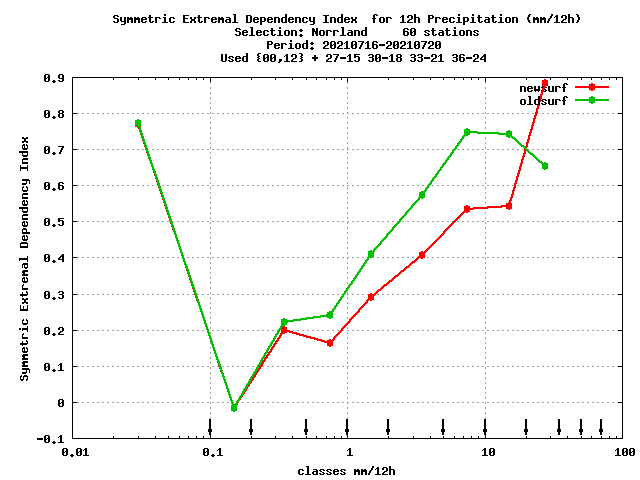 Symmetric Extremal Dependency Index  for 12h Precipitation (mm/12h)
Selection: Norrland     60 stations
Period: 20210716-20210720
Used {00,12} + 27-15 30-18 33-21 36-24
Symmetric Extremal Dependency Index
0.9
0.8
0.7
0.6
0.5
0.4
0.3
0.2
0.1
0
-0.1
newsurf
oldsurf
0.01
0.1
1
10
100
classes mm/12h